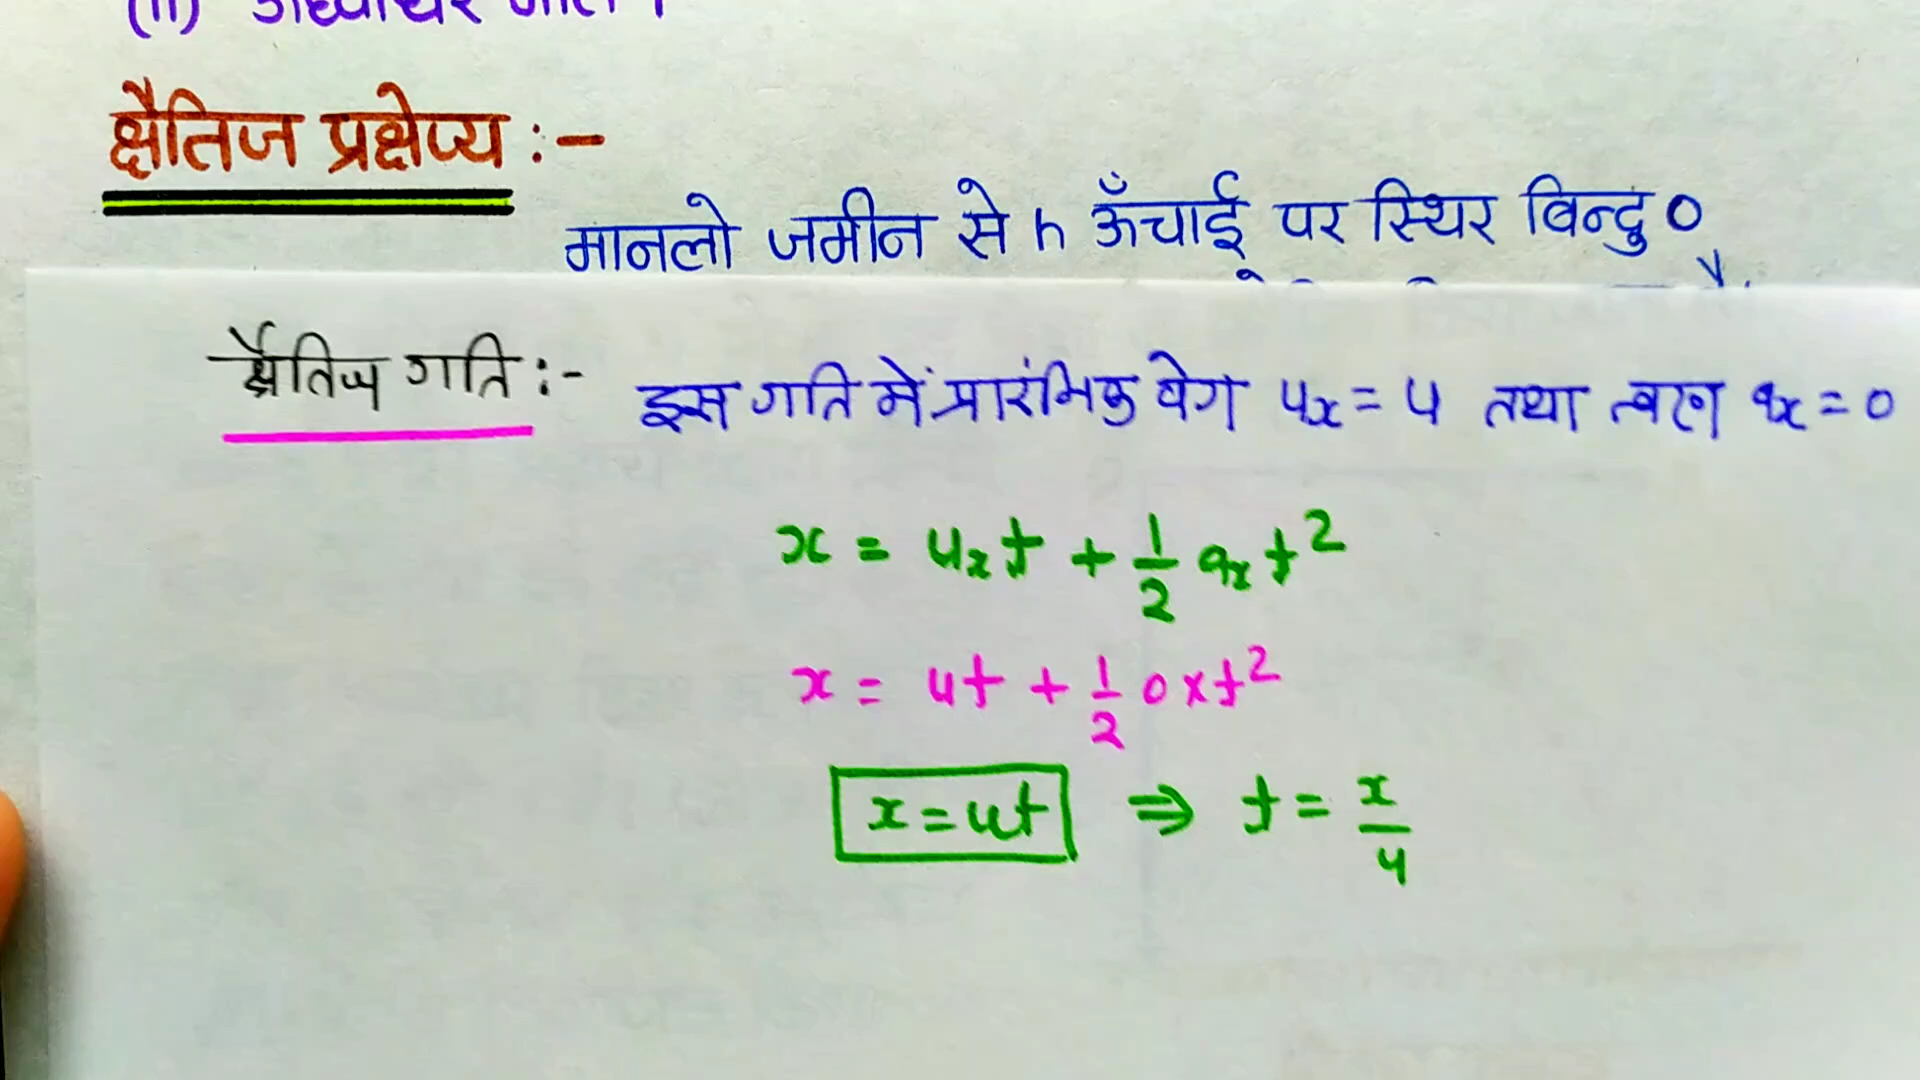 (ii)
क्षैतिज प्रक्षेप्य :-
मानलो जमीन से h ऊँचाई पर स्थिर विन्दु O
क्षैतिज गति :- इस गति में प्रारंभिक वेग uₓ = u तथा त्वरण aₓ = 0
x = uₓt + 1/2 aₓt²
x = ut + 1/2 0×t²
x = ut ⇒ t = x/u